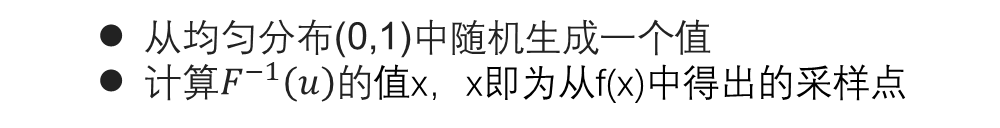 ● 从均匀分布(0,1)中随机生成一个值
● 计算𝐹⁻¹(𝑢)的值x，x即为从f(x)中得出的采样点